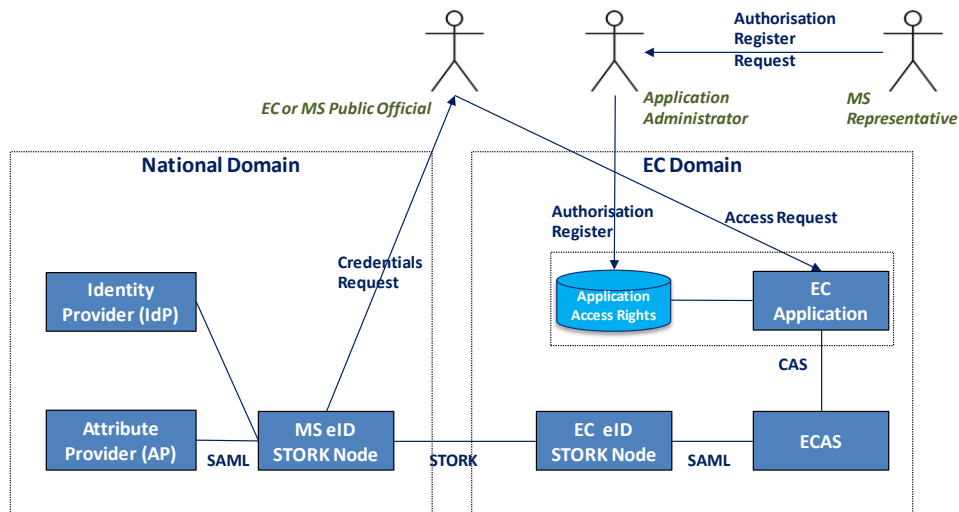 Authorisation
Register
Request
EC or MS Public Official
Application
Administrator
MS
Representative
National Domain
EC Domain
Authorisation
Register
Access Request
Credentials
Request
Identity
Provider (IdP)
Application
Access Rights
EC
Application
CAS
Attribute
Provider (AP)
SAML
MS eID
STORK Node
STORK
EC eID
STORK Node
SAML
ECAS